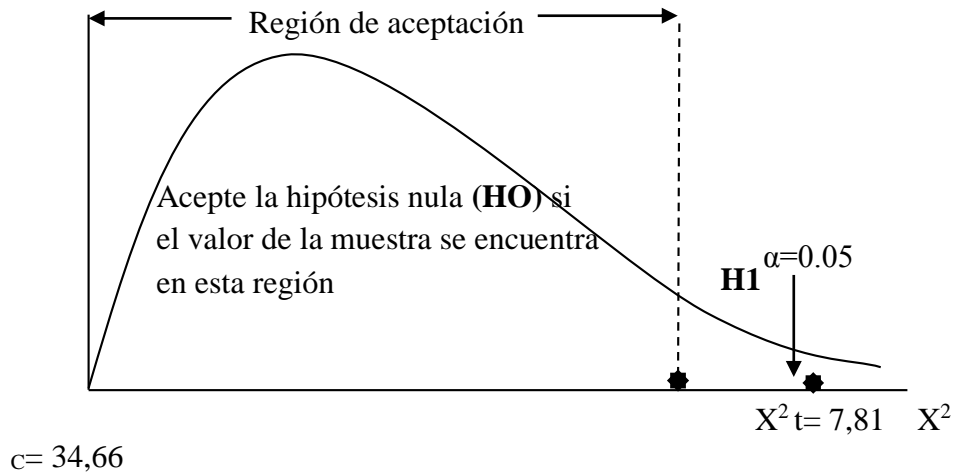 Región de aceptación
Acepte la hipótesis nula (HO) si
el valor de la muestra se encuentra
en esta región
H1
α=0.05
X² t= 7,81 X²
C= 34,66